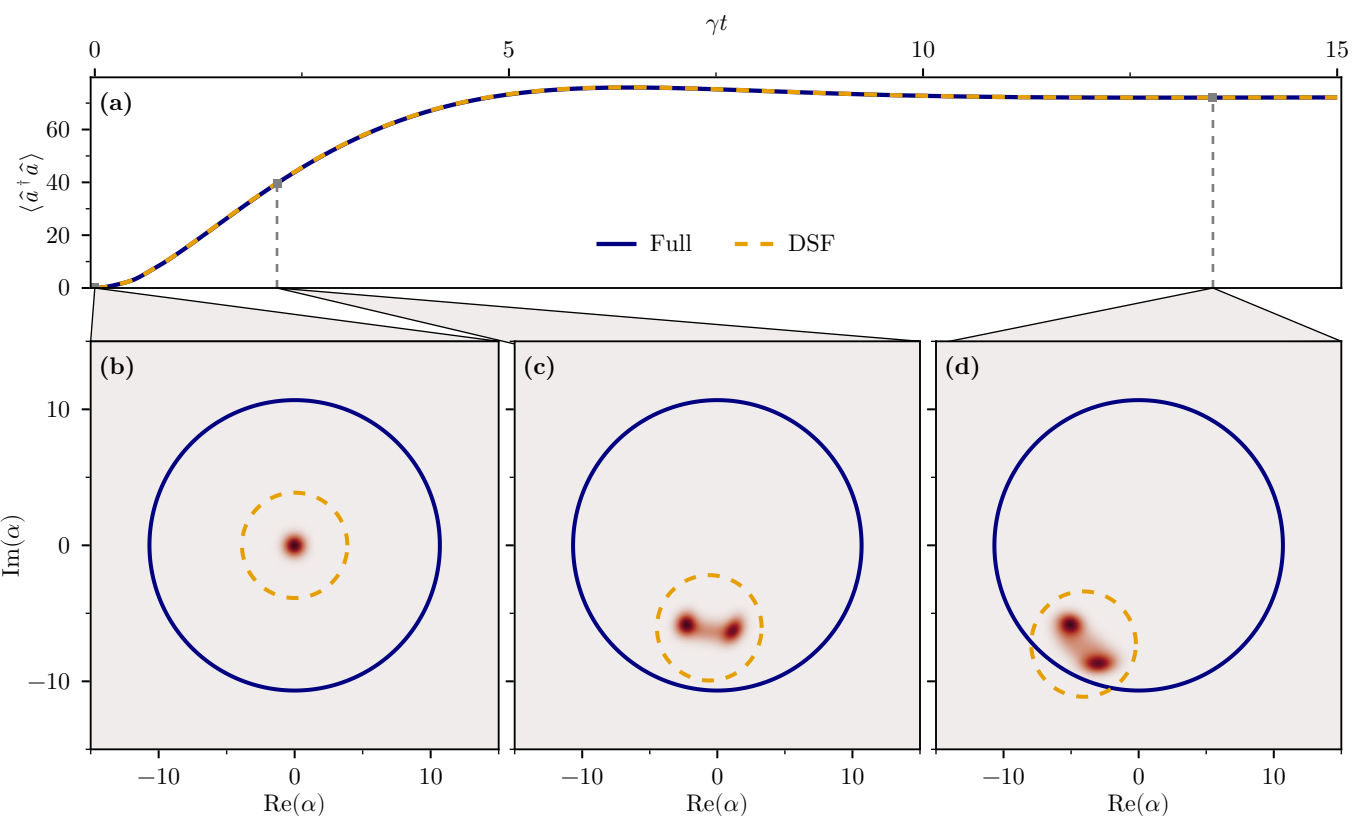 γt
0 5 10 15
(a)
60
40
20
0
⟨â†â⟩
Full DSF
(b) (c) (d)
10
0
−10
Im(α)
−10 0 10 −10 0 10 −10 0 10
Re(α) Re(α) Re(α)